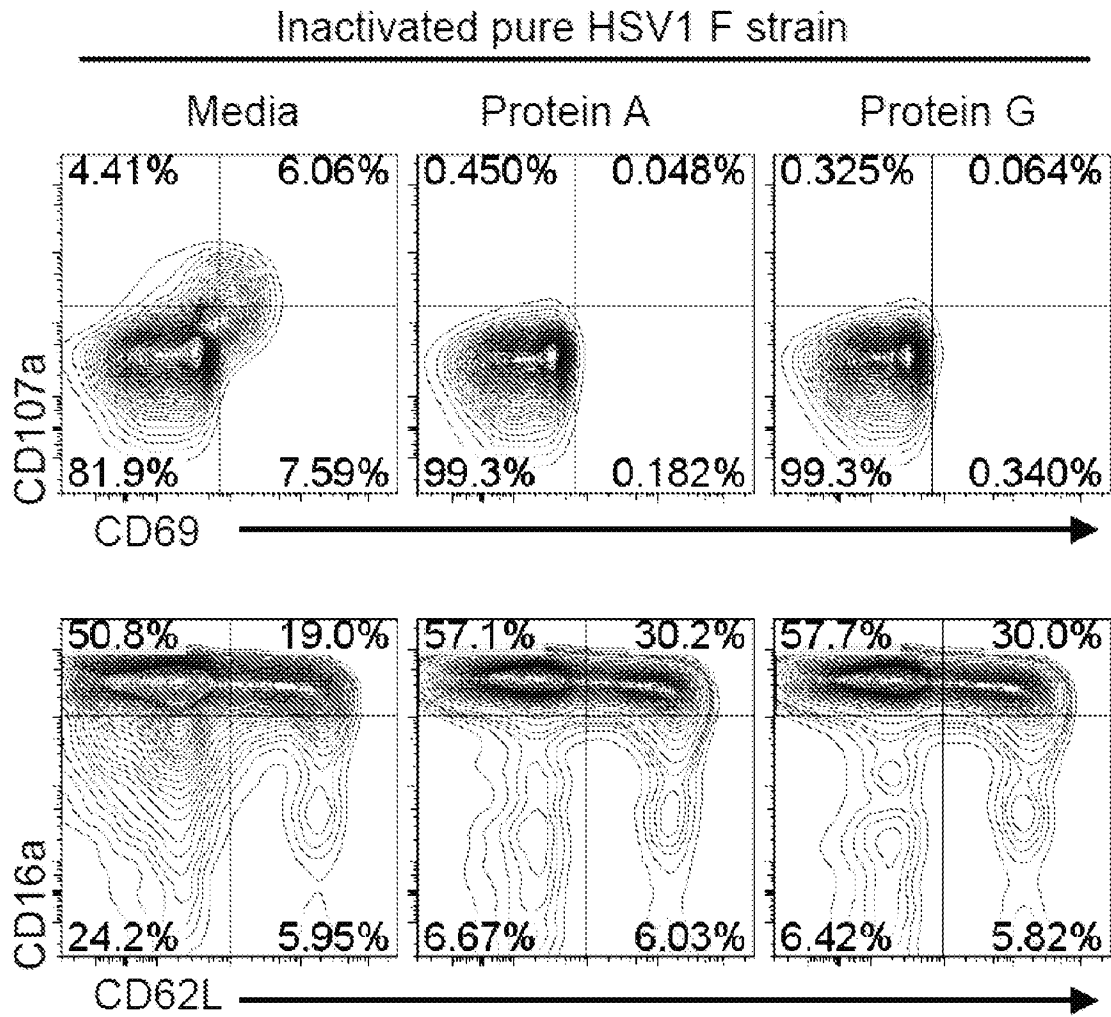 Inactivated pure HSV1 F strain
Media Protein A Protein G
4.41% 6.06% 0.450% 0.048% 0.325% 0.064%
CD107a
81.9% 7.59% 99.3% 0.182% 99.3% 0.340%
CD69
50.8% 19.0% 57.1% 30.2% 57.7% 30.0%
CD16a
24.2% 5.95% 6.67% 6.03% 6.42% 5.82%
CD62L